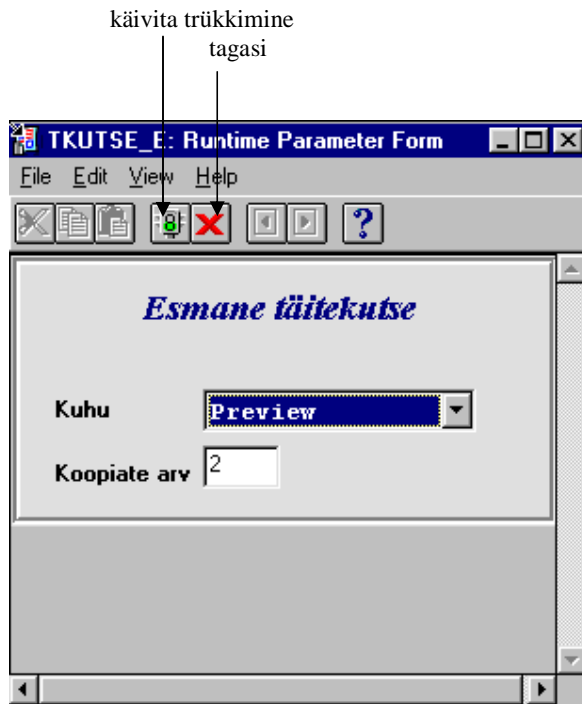 käivita trükkimine
tagasi
TKUTSE_E: Runtime Parameter Form
File Edit View Help
Esmane täitekutse
Kuhu Preview
Koopiate arv 2